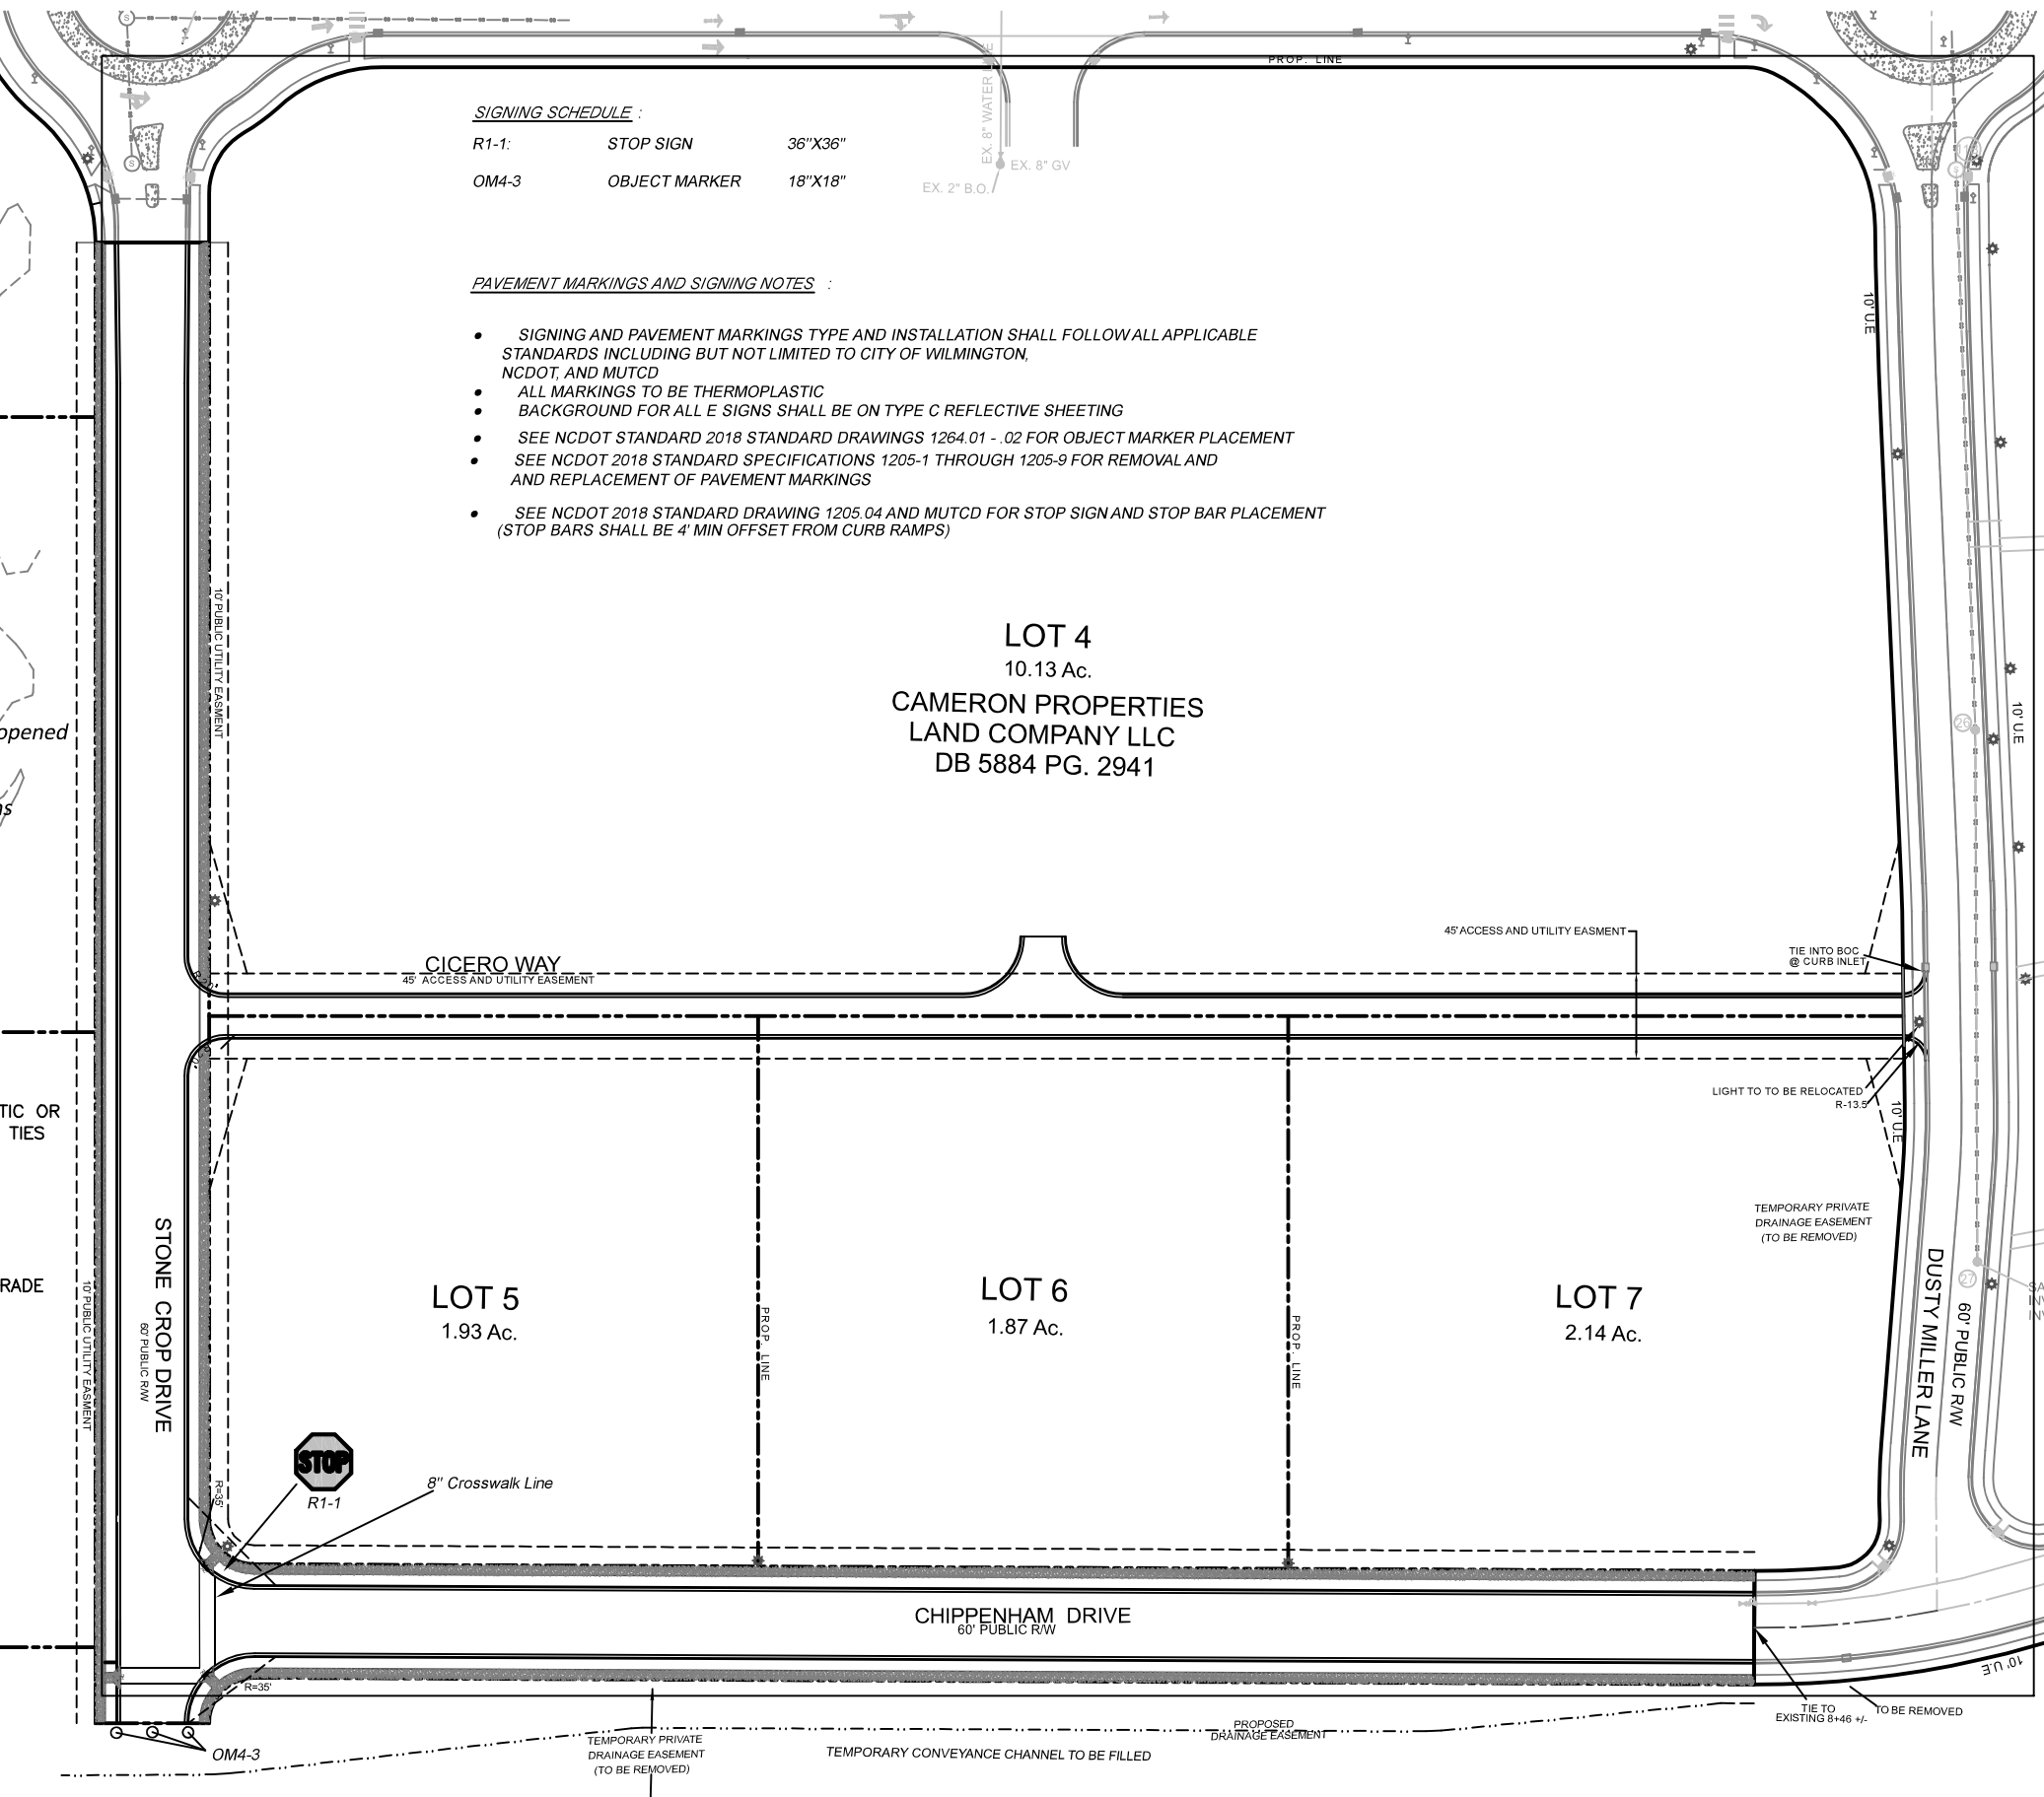 PROP. LINE
SIGNING SCHEDULE :
R1-1: STOP SIGN 36"X36"
OM4-3 OBJECT MARKER 18"X18"
EX. 8" WATER
EX. 8" GV
EX. 2" B.O.
PAVEMENT MARKINGS AND SIGNING NOTES :
• SIGNING AND PAVEMENT MARKINGS TYPE AND INSTALLATION SHALL FOLLOW ALL APPLICABLE
STANDARDS INCLUDING BUT NOT LIMITED TO CITY OF WILMINGTON,
NCDOT, AND MUTCD
• ALL MARKINGS TO BE THERMOPLASTIC
• BACKGROUND FOR ALL E SIGNS SHALL BE ON TYPE C REFLECTIVE SHEETING
• SEE NCDOT STANDARD 2018 STANDARD DRAWINGS 1264.01 - .02 FOR OBJECT MARKER PLACEMENT
• SEE NCDOT 2018 STANDARD SPECIFICATIONS 1205-1 THROUGH 1205-9 FOR REMOVAL AND
AND REPLACEMENT OF PAVEMENT MARKINGS
• SEE NCDOT 2018 STANDARD DRAWING 1205.04 AND MUTCD FOR STOP SIGN AND STOP BAR PLACEMENT
(STOP BARS SHALL BE 4' MIN OFFSET FROM CURB RAMPS)
10' U.E
10' PUBLIC UTILITY EASMENT
LOT 4
10.13 Ac.
CAMERON PROPERTIES
LAND COMPANY LLC
DB 5884 PG. 2941
opened
26
10' U.E
45' ACCESS AND UTILITY EASMENT
TIE INTO BOC
@ CURB INLET
CICERO WAY
45' ACCESS AND UTILITY EASEMENT
LIGHT TO TO BE RELOCATED
R-13.5'
10' U.E
TIC OR
TIES
TEMPORARY PRIVATE
DRAINAGE EASEMENT
(TO BE REMOVED)
RADE
10' PUBLIC UTILITY EASMENT
STONE CROP DRIVE
60' PUBLIC R/W
LOT 5
1.93 Ac.
PROP. LINE
LOT 6
1.87 Ac.
PROP. LINE
LOT 7
2.14 Ac.
DUSTY MILLER LANE
60' PUBLIC R/W
27
STOP
R1-1
8" Crosswalk Line
R=35'
CHIPPENHAM DRIVE
60' PUBLIC R/W
R=35'
10' U.E
TIE TO
EXISTING 8+46 +/-
TO BE REMOVED
OM4-3
TEMPORARY PRIVATE
DRAINAGE EASEMENT
(TO BE REMOVED)
TEMPORARY CONVEYANCE CHANNEL TO BE FILLED
PROPOSED
DRAINAGE EASEMENT